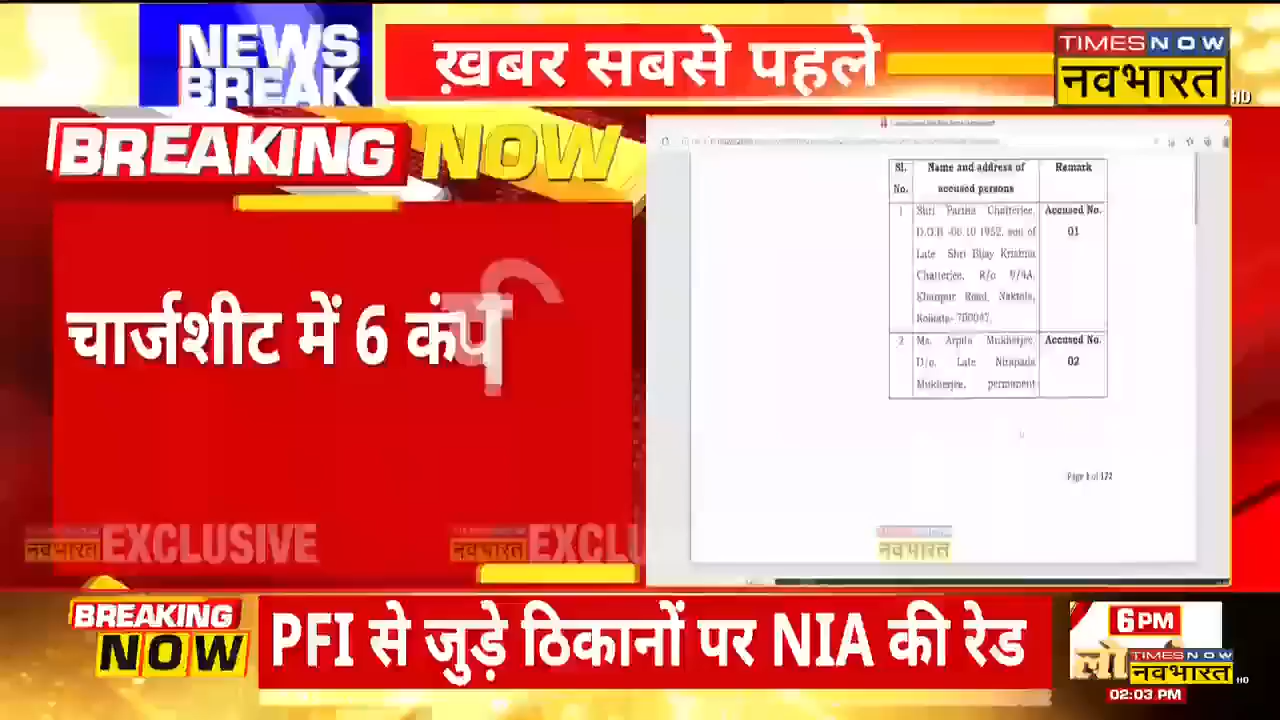 NEWS
BREAK
ख़बर सबसे पहले
TIMES NOW
नवभारत
HD
BREAKING NOW
चार्जशीट में 6 कंप
Sl.
No.
Name and address of
accused persons
Remark
1
Shri Partha Chatterjee,
D.O.B -06.10.1952, son of
Late Shri Bijay Krishna
Chatterjee, R/o 9/4A,
Khanpur Road, Naktala,
Kolkata- 700047.
Accused No.
01
2
Ms. Arpita Mukherjee,
D/o. Late Nirapada
Mukherjee, permanent
Accused No.
02
Page 1 of 172
नवभारत EXCLUSIVE
नवभारत EXCLU
नवभारत
BREAKING
NOW
PFI से जुड़े ठिकानों पर NIA की रेड
6 PM
लो
TIMES NOW
नवभारत
HD
02:03 PM